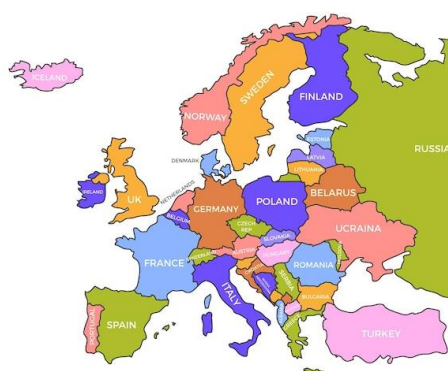 ICELAND
SWEDEN
FINLAND
NORWAY
RUSSIA
ESTONIA
LATVIA
LITHUANIA
DENMARK
BELARUS
IRELAND
UK
NETHERLANDS
POLAND
GERMANY
BELGIUM
UCRAINA
CZECH
REP.
SLOVAKIA
FRANCE
AUSTRIA
HUNGARY
ROMANIA
ITALY
SERBIA
BULGARIA
PORTUGAL
SPAIN
TURKEY